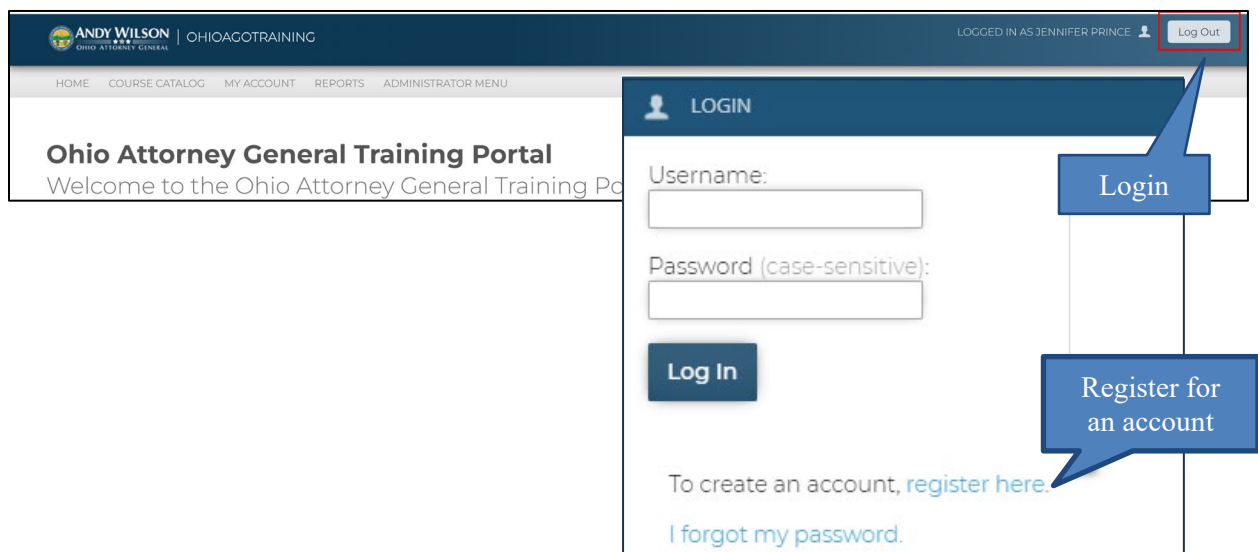 ANDY WILSON
OHIO ATTORNEY GENERAL
OHIOAGOTRAINING
LOGGED IN AS JENNIFER PRINCE
Log Out
HOME COURSE CATALOG MY ACCOUNT REPORTS ADMINISTRATOR MENU
Ohio Attorney General Training Portal
Welcome to the Ohio Attorney General Training Po
LOGIN
Login
Username:
Password (case-sensitive):
Log In
Register for
an account
To create an account, register here.
I forgot my password.